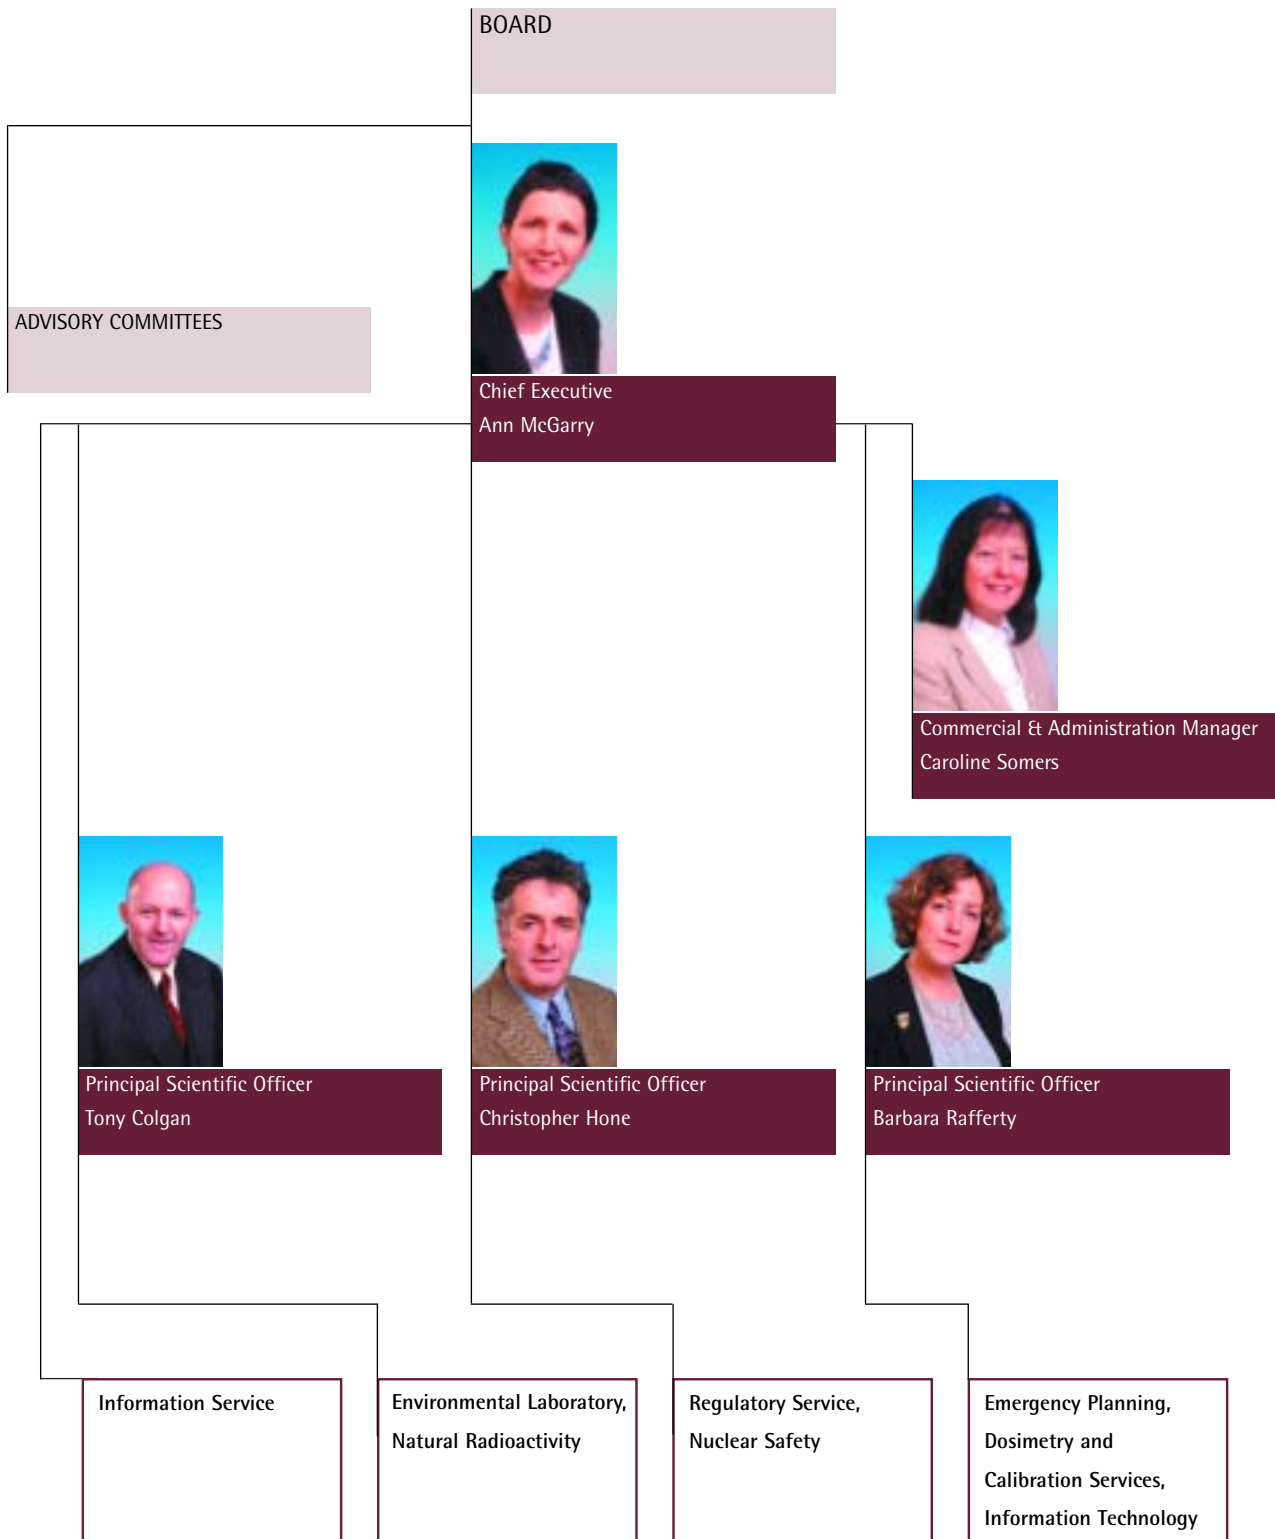 BOARD
ADVISORY COMMITTEES
Chief Executive
Ann McGarry
Commercial & Administration Manager
Caroline Somers
Principal Scientific Officer
Tony Colgan
Principal Scientific Officer
Christopher Hone
Principal Scientific Officer
Barbara Rafferty
Information Service
Environmental Laboratory,
Natural Radioactivity
Regulatory Service,
Nuclear Safety
Emergency Planning,
Dosimetry and
Calibration Services,
Information Technology